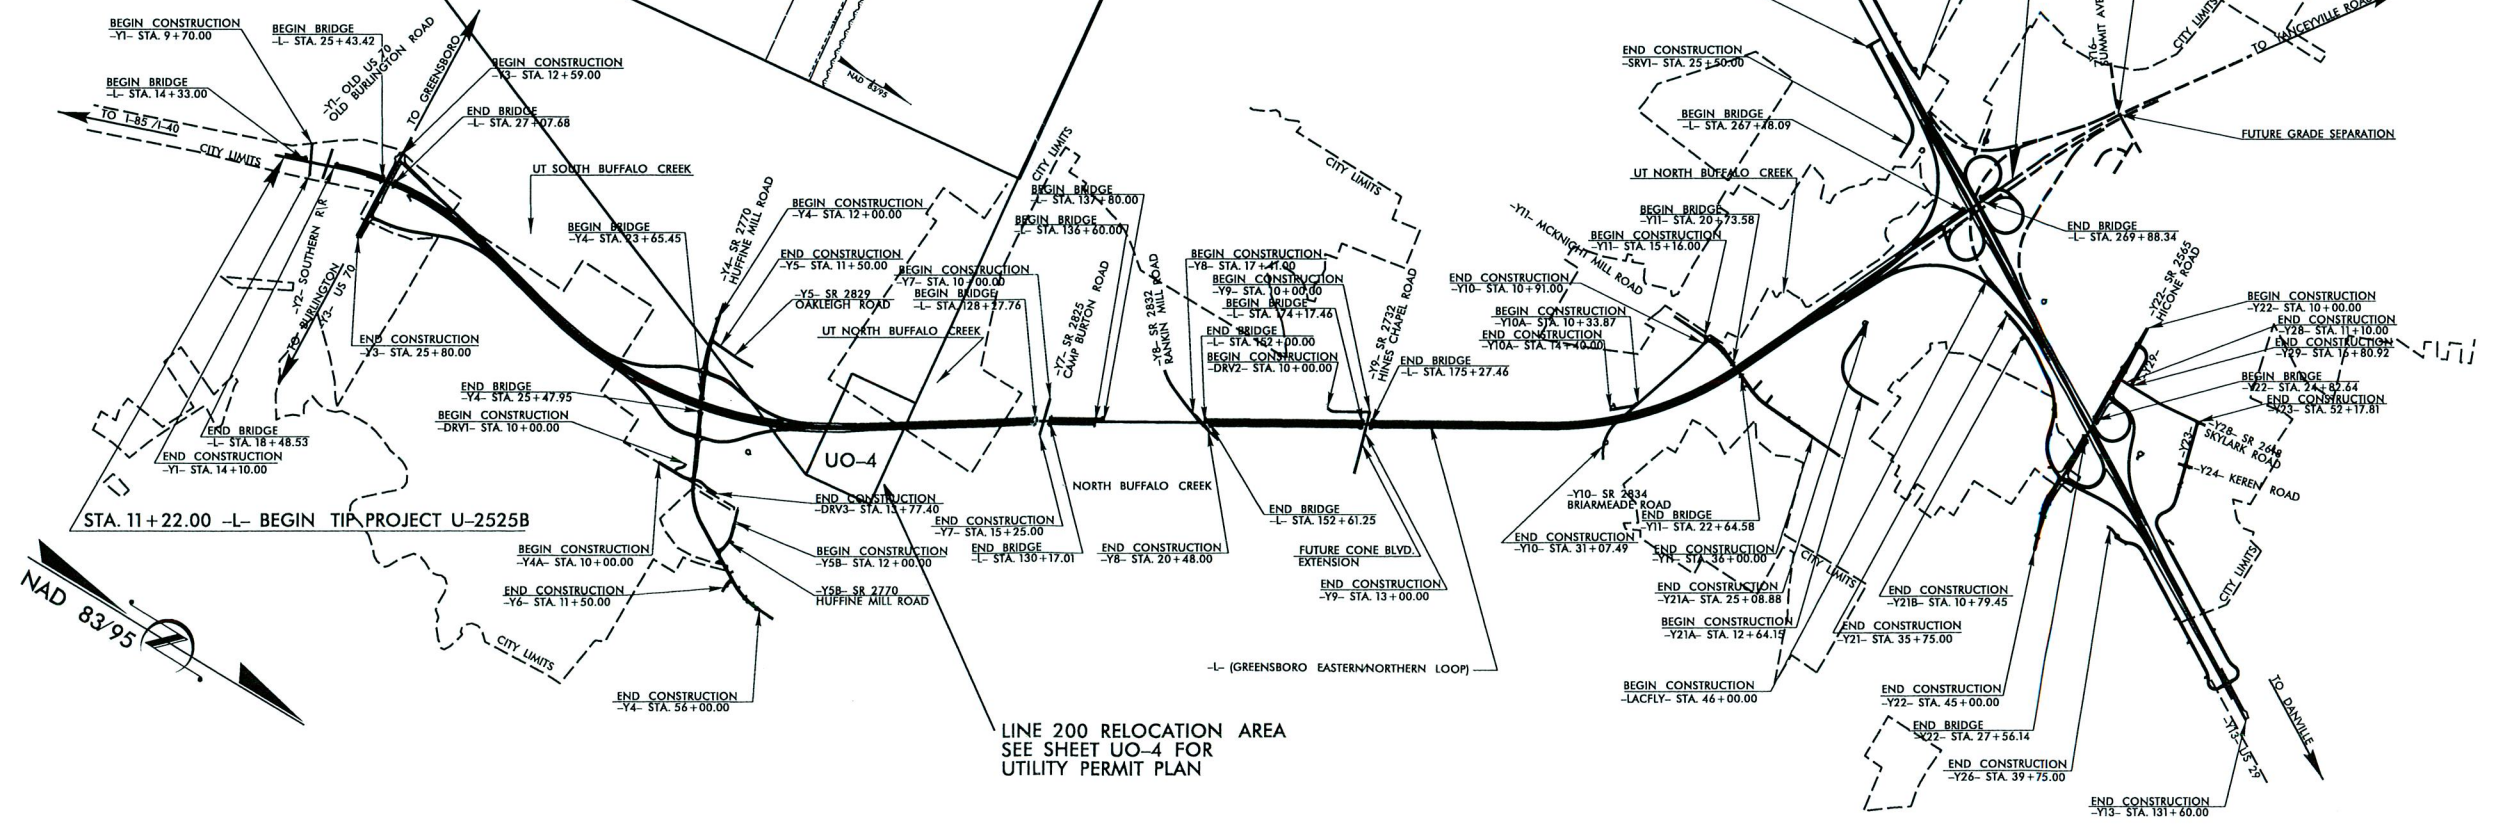 BEGIN CONSTRUCTION
-Y1- STA. 9+70.00
BEGIN BRIDGE
-L- STA. 25+43.42
-Y1- OLD US 70
OLD BURLINGTON ROAD
TO GREENSBORO
BEGIN CONSTRUCTION
-Y3- STA. 12+59.00
BEGIN BRIDGE
-L- STA. 14+33.00
END BRIDGE
-L- STA. 27+07.68
TO I-85 /I-40
CITY LIMITS
UT SOUTH BUFFALO CREEK
-Y2- SOUTHERN R\R
TO BURLINGTON
-Y3-
US 70
END CONSTRUCTION
-Y3- STA. 25+80.00
END BRIDGE
-L- STA. 18+48.53
END CONSTRUCTION
-Y1- STA. 14+10.00
STA. 11+22.00 -L- BEGIN TIP PROJECT U-2525B
NAD 83/95
NAD 83/95
BEGIN BRIDGE
-Y4- STA. 23+65.45
-Y4- SR 2770
HUFFINE MILL ROAD
BEGIN CONSTRUCTION
-Y4- STA. 12+00.00
END CONSTRUCTION
-Y5- STA. 11+50.00
-Y5- SR 2829
OAKLEIGH ROAD
UT NORTH BUFFALO CREEK
END BRIDGE
-Y4- STA. 25+47.95
BEGIN CONSTRUCTION
-DRV1- STA. 10+00.00
UO-4
END CONSTRUCTION
-DRV3- STA. 13+77.40
BEGIN CONSTRUCTION
-Y4A- STA. 10+00.00
BEGIN CONSTRUCTION
-Y5B- STA. 12+00.00
END CONSTRUCTION
-Y6- STA. 11+50.00
-Y5B- SR 2770
HUFFINE MILL ROAD
CITY LIMITS
END CONSTRUCTION
-Y4- STA. 56+00.00
CITY LIMITS
BEGIN BRIDGE
-L- STA. 137+80.00
BEGIN BRIDGE
-L- STA. 136+60.00
BEGIN CONSTRUCTION
-Y7- STA. 10+00.00
BEGIN BRIDGE
-L- STA. 128+27.76
-Y7- SR 2825
CAMP BURTON ROAD
-Y8- SR 2832
RANKIN MILL ROAD
CITY LIMITS
BEGIN CONSTRUCTION
-Y8- STA. 17+41.00
BEGIN CONSTRUCTION
-Y9- STA. 10+00.00
BEGIN BRIDGE
-L- STA. 174+17.46
END BRIDGE
-L- STA. 152+00.00
BEGIN CONSTRUCTION
-DRV2- STA. 10+00.00
-Y9- SR 2732
HINES CHAPEL ROAD
END BRIDGE
-L- STA. 175+27.46
NORTH BUFFALO CREEK
END CONSTRUCTION
-Y7- STA. 15+25.00
END BRIDGE
-L- STA. 130+17.01
END CONSTRUCTION
-Y8- STA. 20+48.00
END BRIDGE
-L- STA. 152+61.25
FUTURE CONE BLVD.
EXTENSION
END CONSTRUCTION
-Y9- STA. 13+00.00
-L- (GREENSBORO EASTERN/NORTHERN LOOP)
LINE 200 RELOCATION AREA
SEE SHEET UO-4 FOR
UTILITY PERMIT PLAN
END CONSTRUCTION
-SRV1- STA. 25+50.00
BEGIN BRIDGE
-L- STA. 267+48.09
UT NORTH BUFFALO CREEK
BEGIN BRIDGE
-Y11- STA. 20+73.58
BEGIN CONSTRUCTION
-Y11- STA. 15+16.00
-Y11- MCKNIGHT MILL ROAD
END CONSTRUCTION
-Y10- STA. 10+91.00
BEGIN CONSTRUCTION
-Y10A- STA. 10+33.87
END CONSTRUCTION
-Y10A- STA. 14+40.00
-Y10- SR 2834
BRIARMEADE ROAD
END BRIDGE
-Y11- STA. 22+64.58
END CONSTRUCTION
-Y10- STA. 31+07.49
END CONSTRUCTION
-Y11- STA. 36+00.00
CITY LIMITS
END CONSTRUCTION
-Y21A- STA. 25+08.88
BEGIN CONSTRUCTION
-Y21A- STA. 12+64.15
END CONSTRUCTION
-Y21B- STA. 10+79.45
END CONSTRUCTION
-Y21- STA. 35+75.00
BEGIN CONSTRUCTION
-LACFLY- STA. 46+00.00
END CONSTRUCTION
-Y22- STA. 45+00.00
END BRIDGE
-Y22- STA. 27+56.14
END CONSTRUCTION
-Y26- STA. 39+75.00
END CONSTRUCTION
-Y13- STA. 131+60.00
-Y16-
SUMMIT AVE
CITY LIMITS
TO YANCEYVILLE ROAD
FUTURE GRADE SEPARATION
END BRIDGE
-L- STA. 269+88.34
-Y22- SR 2565
HICONE ROAD
BEGIN CONSTRUCTION
-Y22- STA. 10+00.00
END CONSTRUCTION
-Y28- STA. 11+10.00
END CONSTRUCTION
-Y29- STA. 16+80.92
-Y29-
BEGIN BRIDGE
-Y22- STA. 24+82.64
END CONSTRUCTION
-Y23- STA. 52+17.81
-Y28- SR 2648
SKYLARK ROAD
-Y23-
-Y24- KEREN ROAD
CITY LIMITS
TO DANVILLE
-Y13- US 29